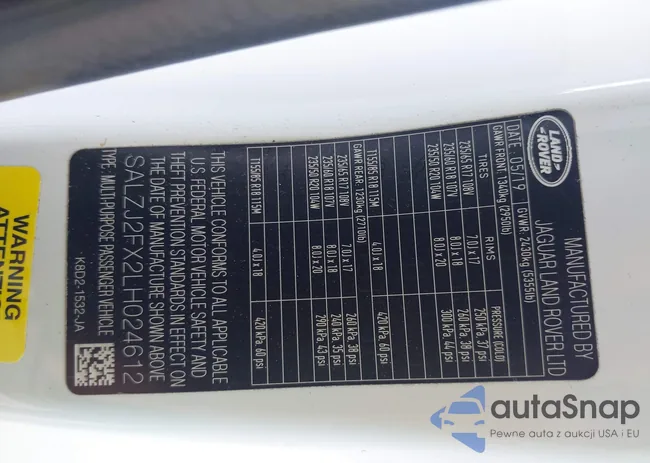 LAND
ROVER
MANUFACTURED BY
JAGUAR LAND ROVER LTD
DATE: 05/19 GVWR: 2430kg (5355lb)
GAWR FRONT: 1340kg (2950lb)
TIRES RIMS PRESSURE (COLD)
235/65 R17 108V 7.0J x 17 250 kPa 37 psi
235/60 R18 107V 8.0J x 18 260 kPa 38 psi
235/50 R20 104W 8.0J x 20 300 kPa 44 psi
T155/85 R18 115M 4.0J x 18 420 kPa 60 psi
GAWR REAR: 1230kg (2710lb)
235/65 R17 108V 7.0J x 17 260 kPa 38 psi
235/60 R18 107V 8.0J x 18 240 kPa 35 psi
235/50 R20 104W 8.0J x 20 290 kPa 43 psi
T155/85 R18 115M 4.0J x 18 420 kPa 60 psi
THIS VEHICLE CONFORMS TO ALL APPLICABLE
U.S. FEDERAL MOTOR VEHICLE SAFETY AND
THEFT PREVENTION STANDARDS IN EFFECT ON
THE DATE OF MANUFACTURE SHOWN ABOVE
SALZJ2FX2LH024612
TYPE: MULTI-PURPOSE PASSENGER VEHICLE
K8D2-1532-JA
WARNING
autaSnap
Pewne auta z aukcji USA i EU